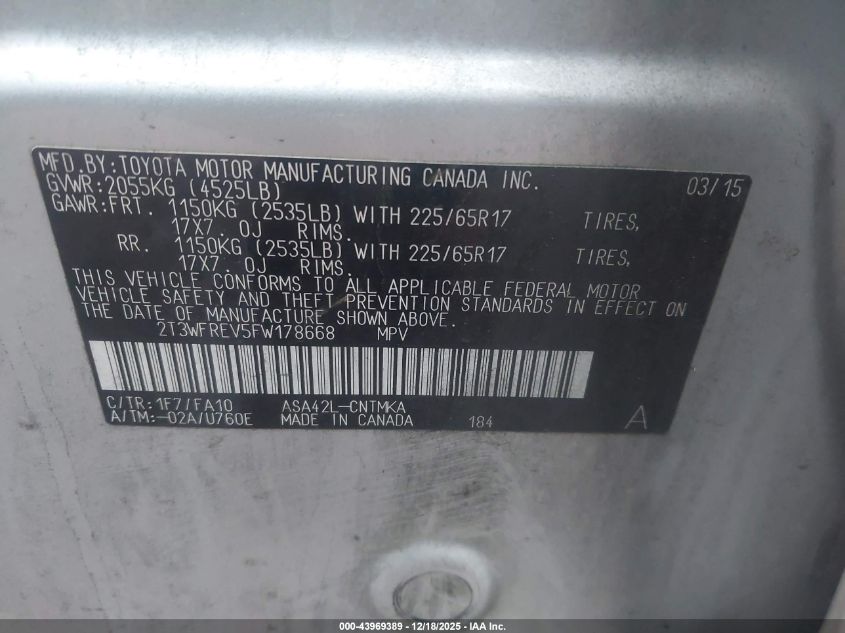 MFD.BY:TOYOTA MOTOR MANUFACTURING CANADA INC. 03/15
GVWR:2055KG (4525LB)
GAWR:FRT. 1150KG (2535LB) WITH 225/65R17 TIRES,
17X7.0J RIMS.
RR. 1150KG (2535LB) WITH 225/65R17 TIRES,
17X7.0J RIMS.
THIS VEHICLE CONFORMS TO ALL APPLICABLE FEDERAL MOTOR
VEHICLE SAFETY AND THEFT PREVENTION STANDARDS IN EFFECT ON
THE DATE OF MANUFACTURE SHOWN ABOVE.
2T3WFREV5FW178668 MPV
C/TR:1F7/FA10 ASA42L-CNTMKA
A/TM:-02A/U760E MADE IN CANADA 184 A
000-43969389 - 12/18/2025 - IAA Inc.